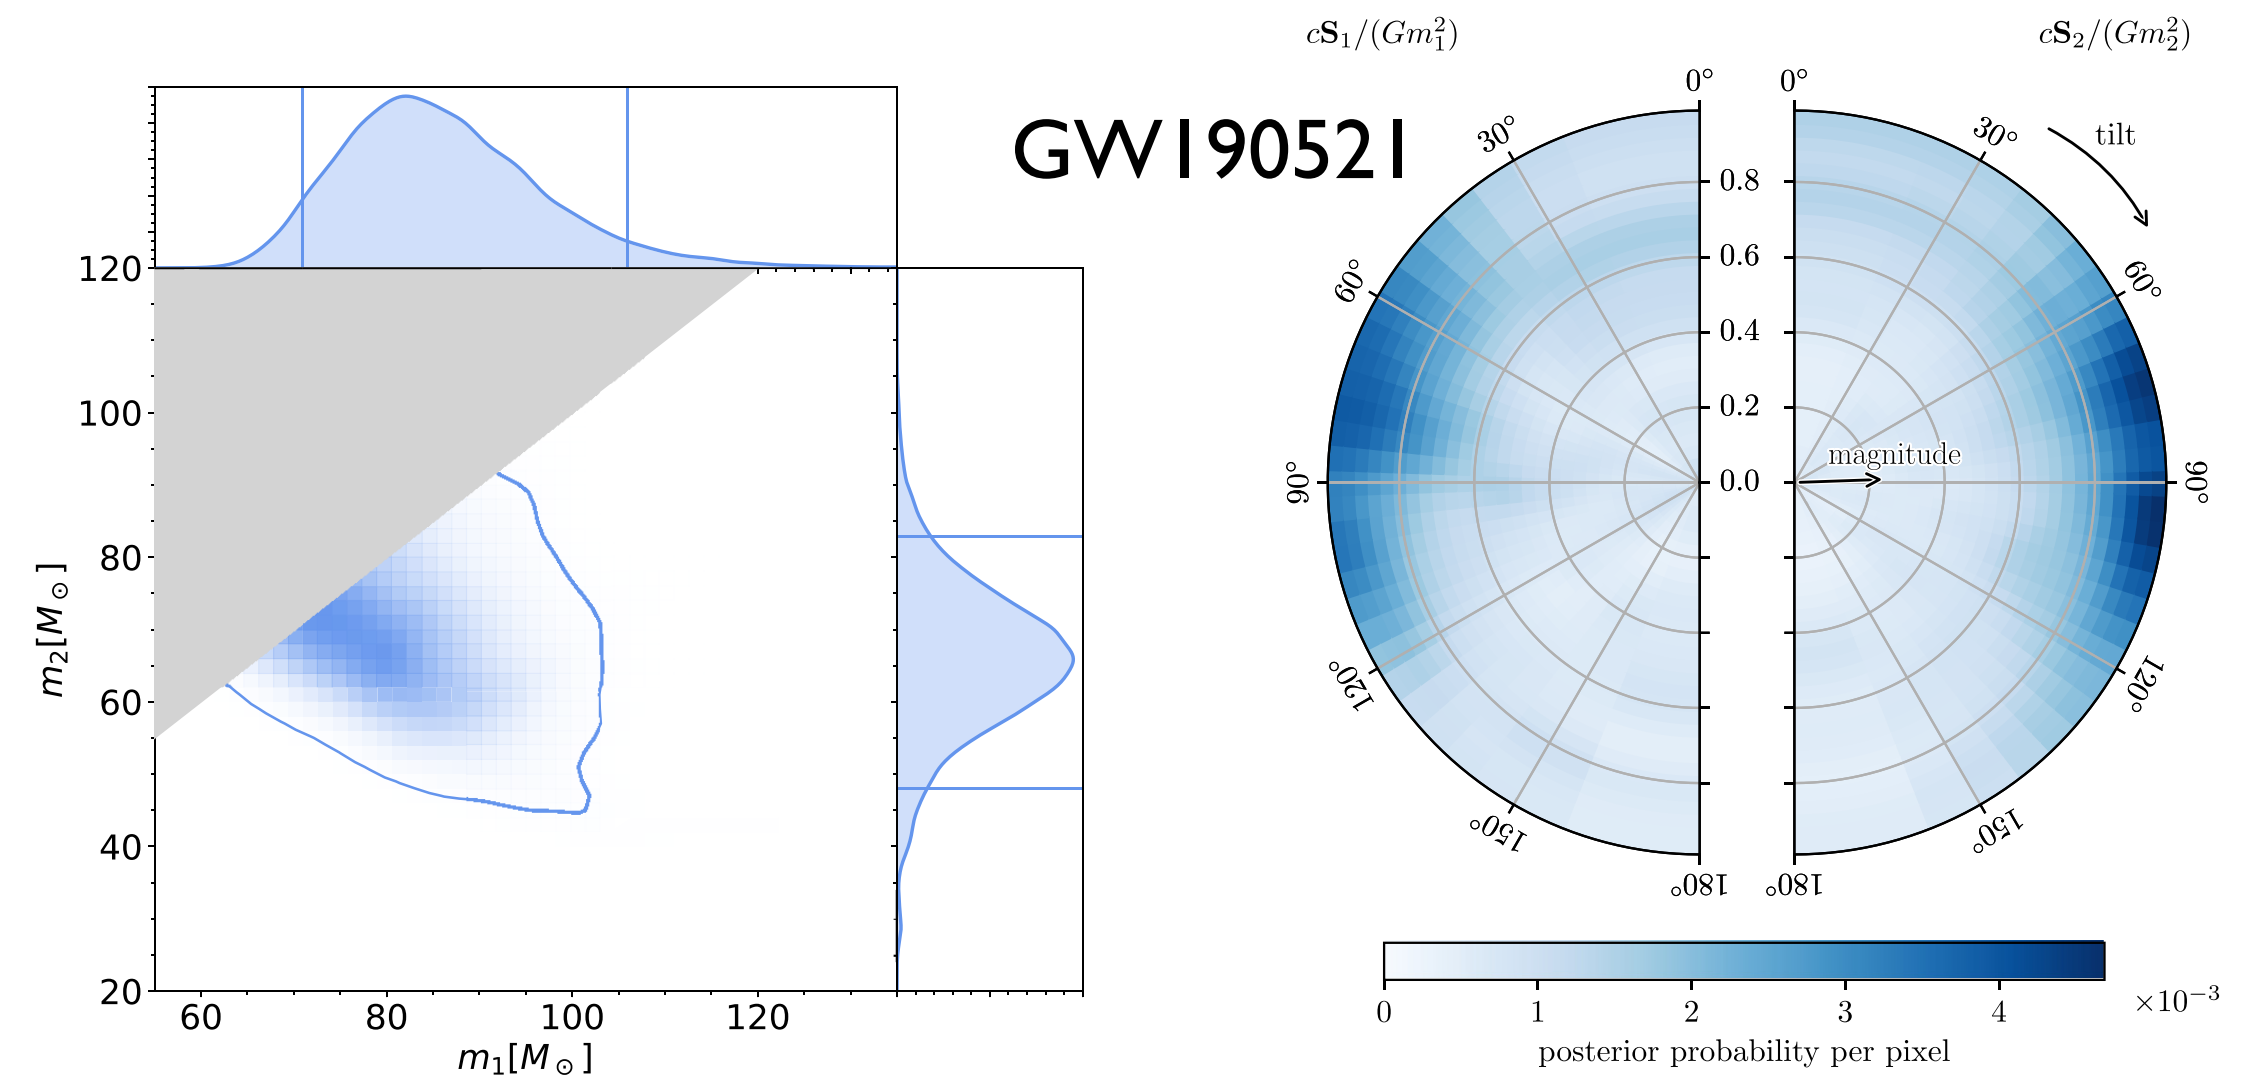 GW190521
120
100
80
60
40
20
m₂[M⊙]
60 80 100 120
m₁[M⊙]
cS₁/(Gm₁²)
cS₂/(Gm₂²)
0° 0°
30° 30°
tilt
60° 60°
0.8
0.6
0.4
0.2
0.0
magnitude
90° 90°
120° 120°
150° 150°
180° 180°
0 1 2 3 4
×10⁻³
posterior probability per pixel